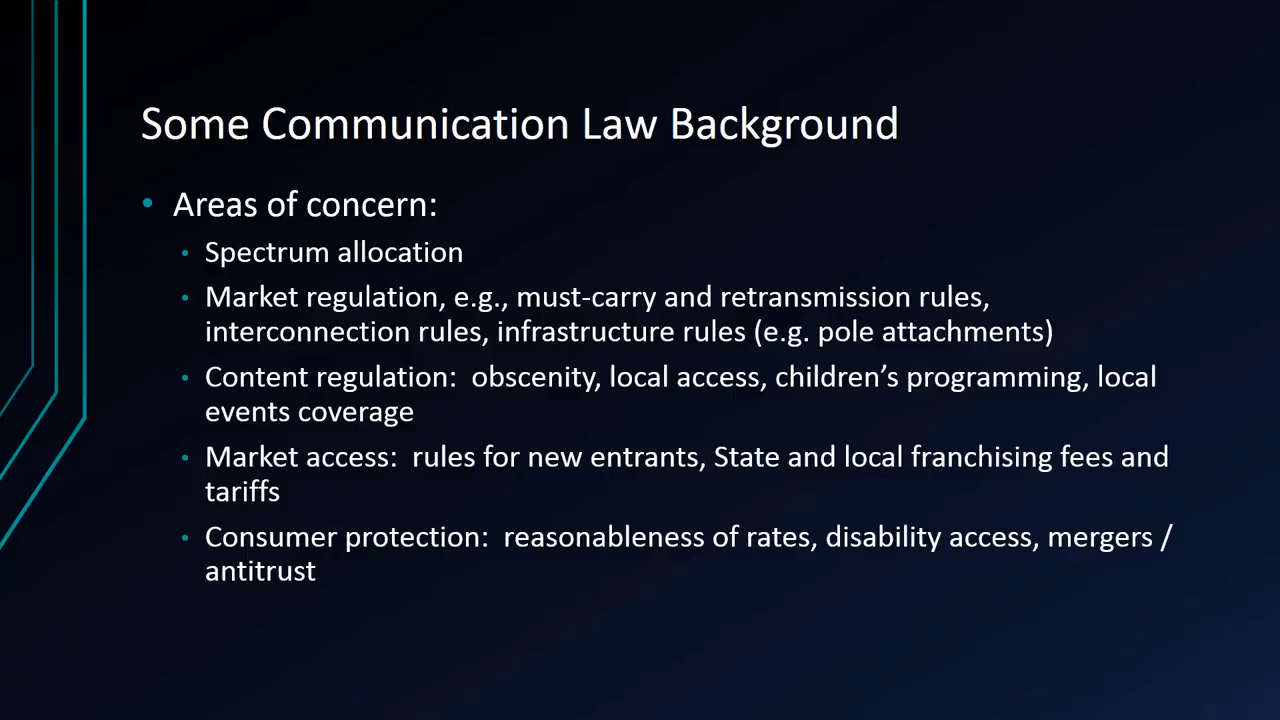 Some Communication Law Background
• Areas of concern:
• Spectrum allocation
• Market regulation, e.g., must-carry and retransmission rules,
interconnection rules, infrastructure rules (e.g. pole attachments)
• Content regulation:  obscenity, local access, children’s programming, local
events coverage
• Market access:  rules for new entrants, State and local franchising fees and
tariffs
• Consumer protection:  reasonableness of rates, disability access, mergers /
antitrust